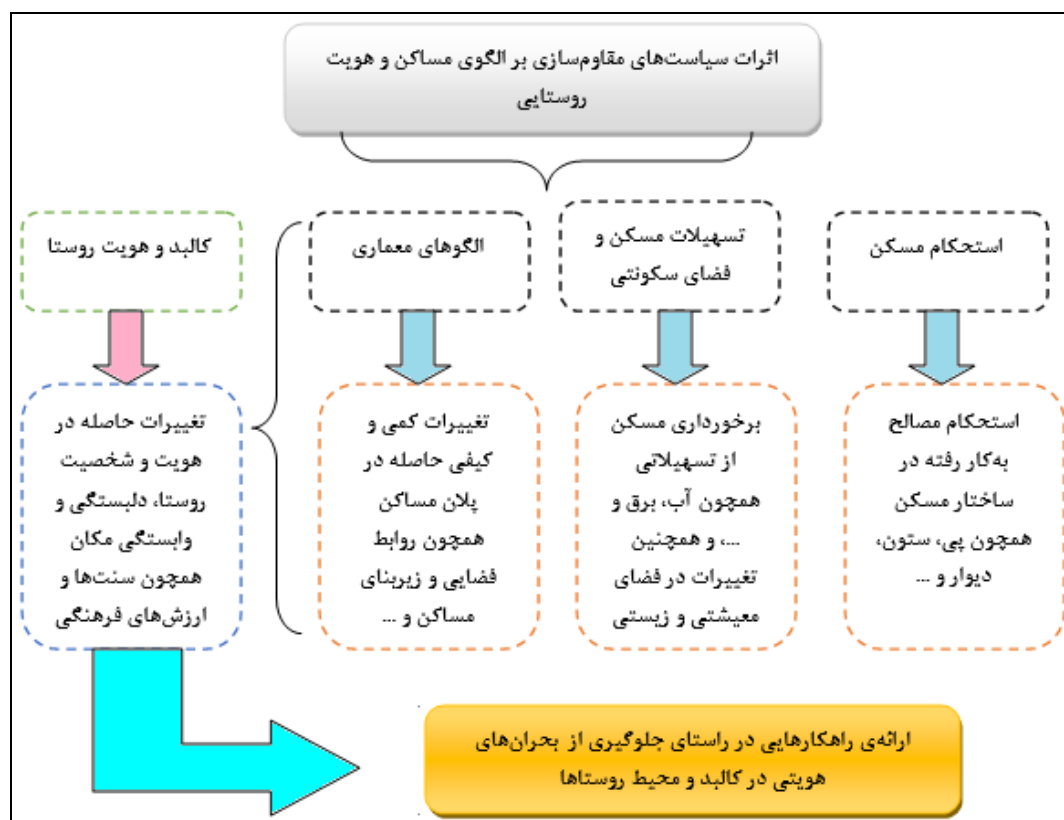 اثرات سیاست‌های مقاوم‌سازی بر الگوی مساکن و هویت
روستایی
استحکام مسکن
تسهیلات مسکن و
فضای سکونتی
الگوهای معماری
کالبد و هویت روستا
استحکام مصالح
به‌کار رفته در
ساختار مسکن
همچون پی، ستون،
دیوار و ...
برخورداری مسکن
از تسهیلاتی
همچون آب، برق و
...، و همچنین
تغییرات در فضای
معیشتی و زیستی
تغییرات کمی و
کیفی حاصله در
پلان مساکن
همچون روابط
فضایی و زیربنای
مساکن و ...
تغییرات حاصله در
هویت و شخصیت
روستا، دلبستگی و
وابستگی مکان
همچون سنت‌ها و
ارزش‌های فرهنگی
ارائه‌ی راهکارهایی در راستای جلوگیری از بحران‌های
هویتی در کالبد و محیط روستاها